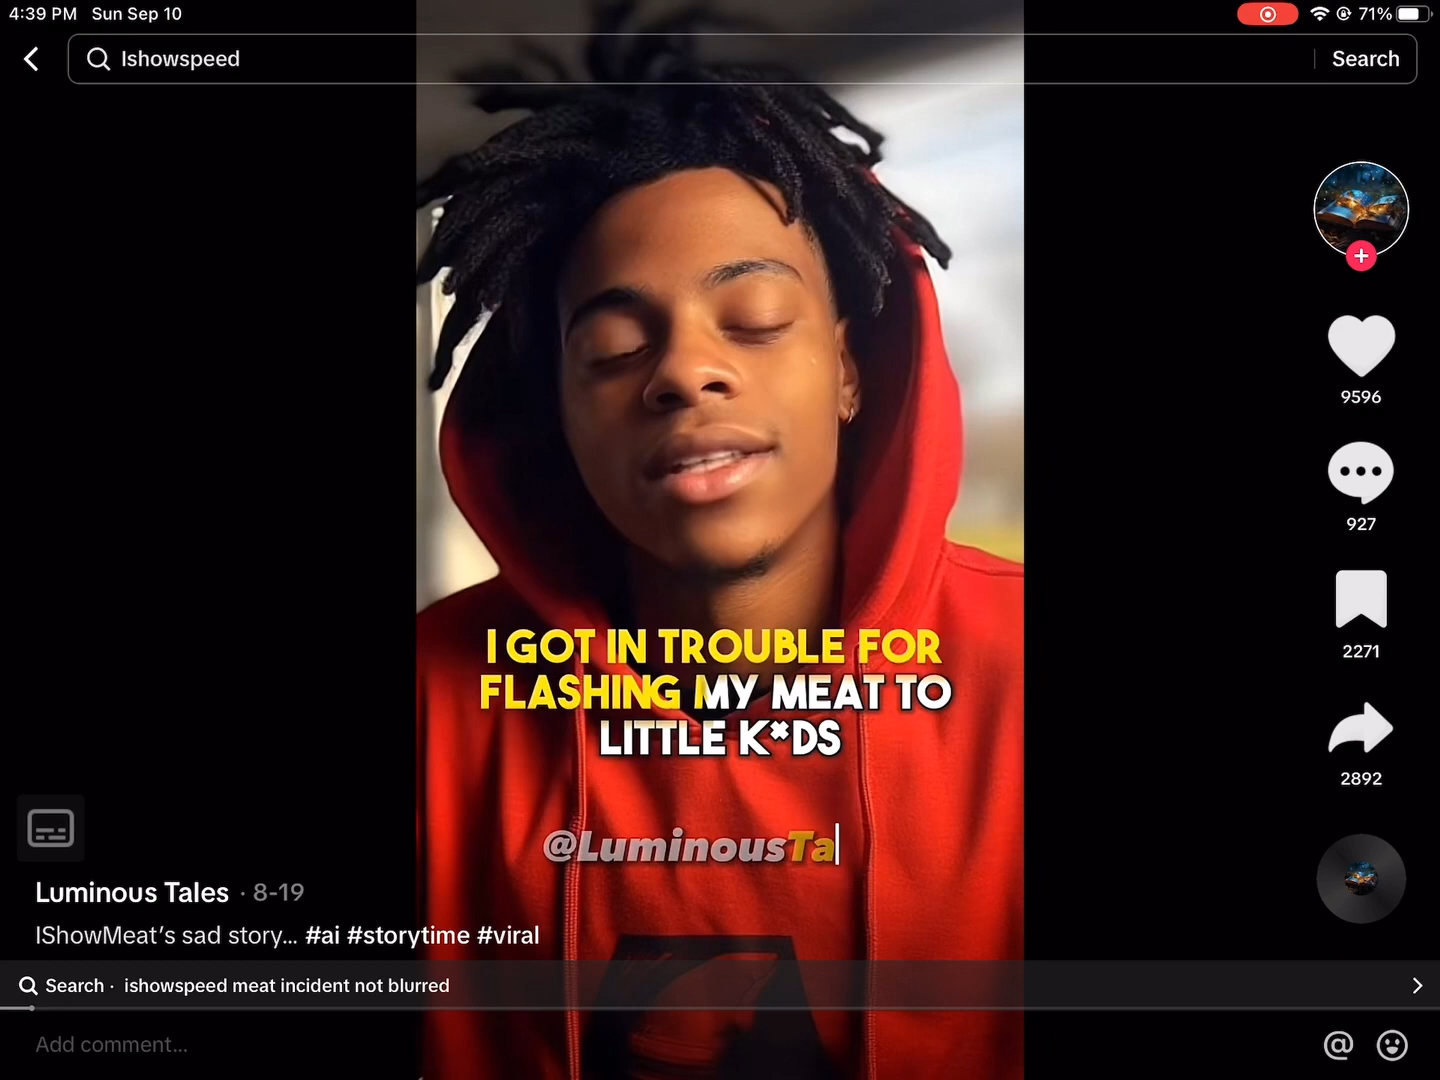 4:39 PM Sun Sep 10
71%
Ishowspeed
Search
9596
927
2271
2892
I GOT IN TROUBLE FOR
FLASHING MY MEAT TO
LITTLE K*DS
@LuminousTa
Luminous Tales · 8-19
IShowMeat's sad story... #ai #storytime #viral
Search · ishowspeed meat incident not blurred
Add comment...